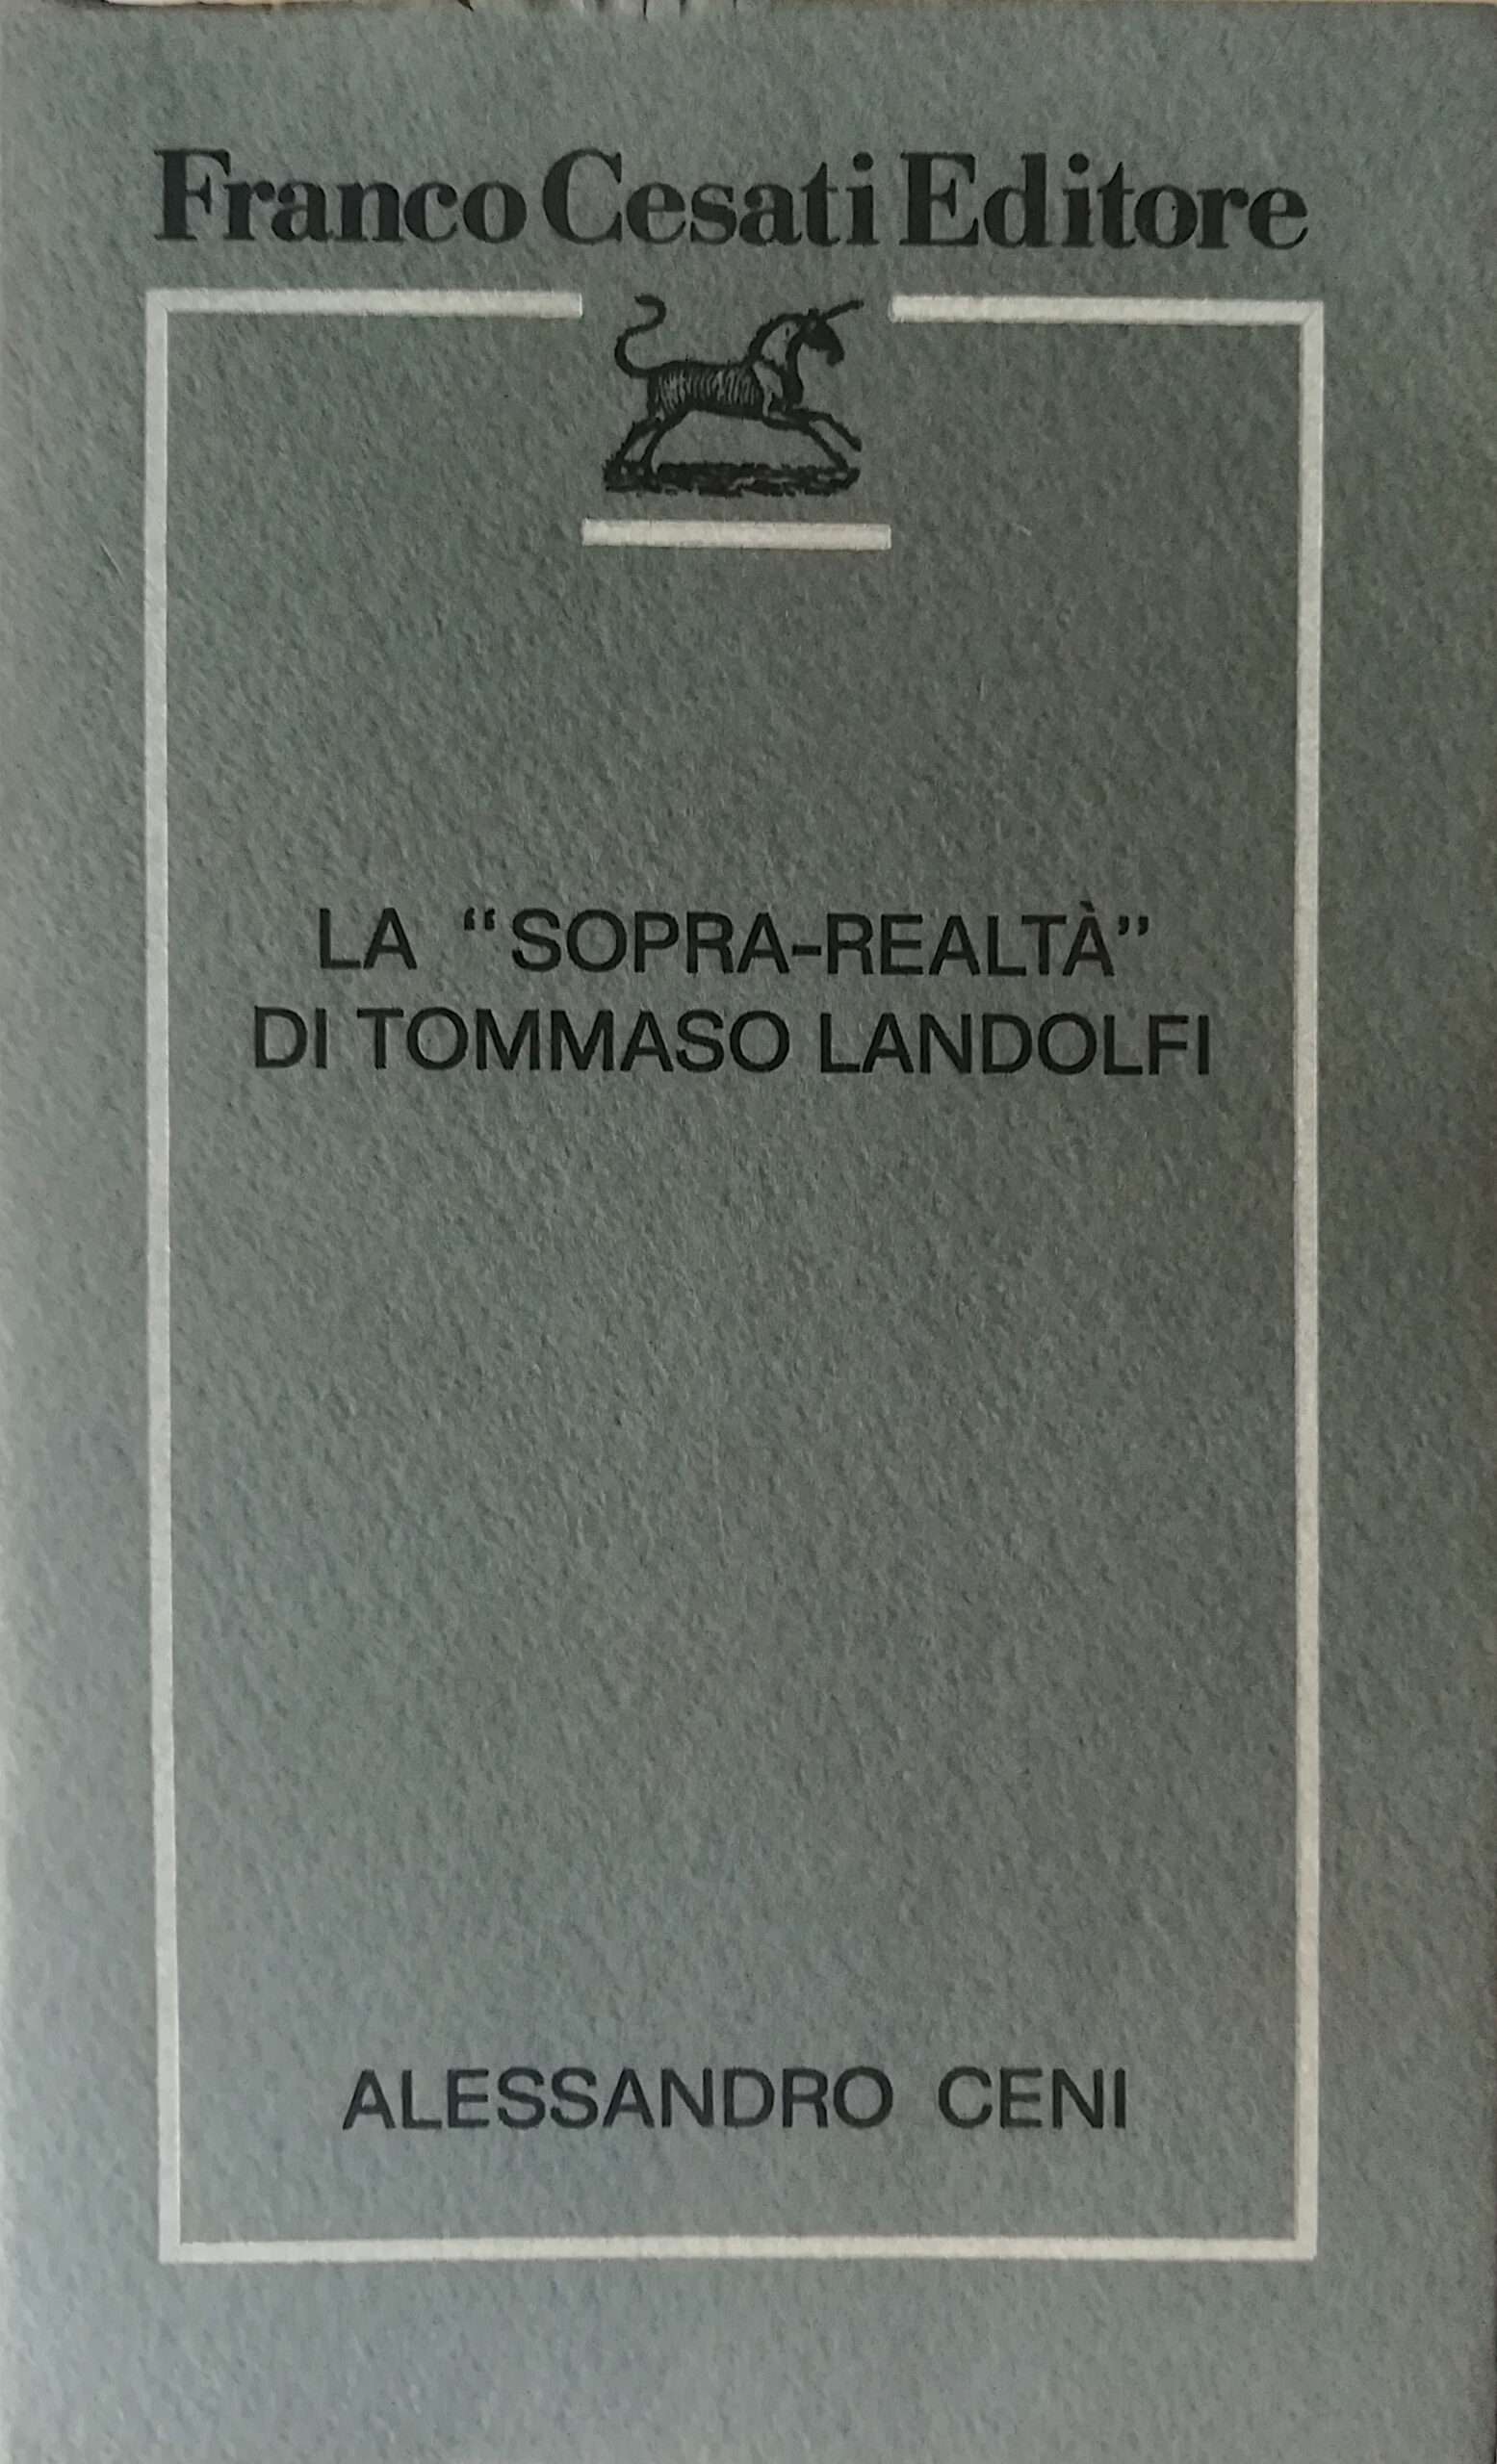 Franco Cesati Editore
LA “SOPRA-REALTÀ”
DI TOMMASO LANDOLFI
ALESSANDRO CENI